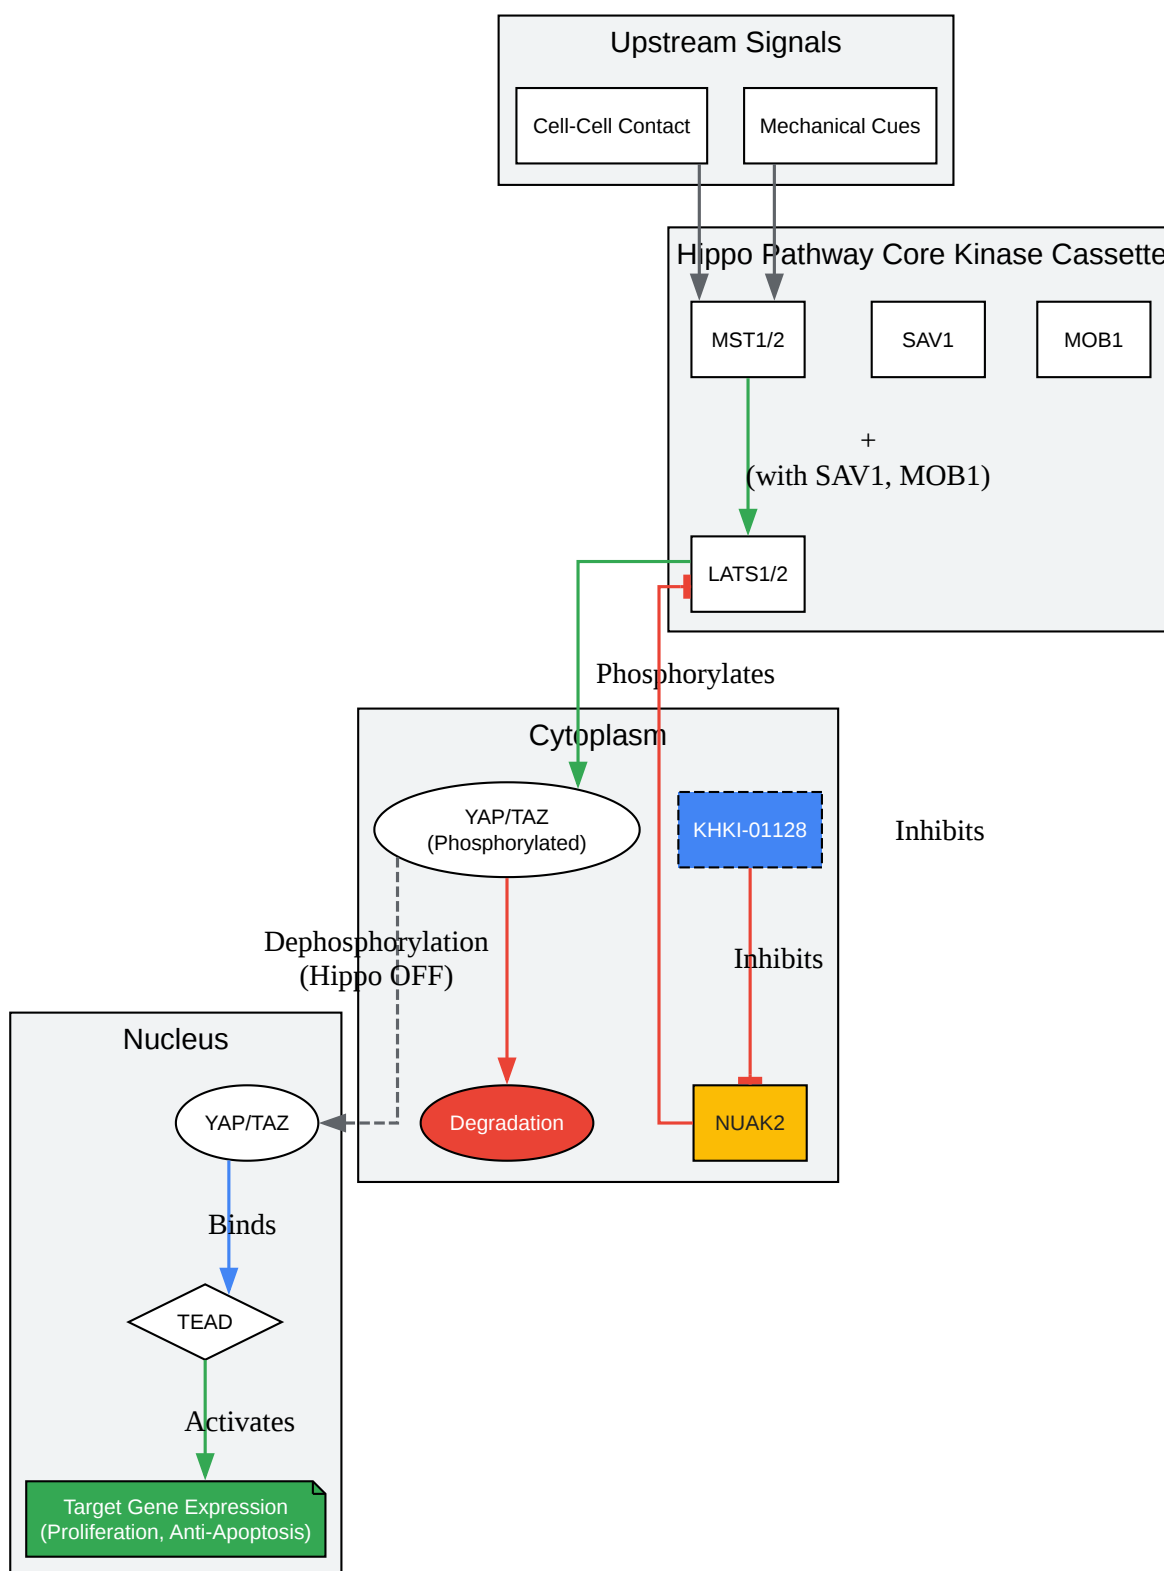 Upstream Signals
Cell-Cell Contact
Mechanical Cues
Hippo Pathway Core Kinase Cassette
MST1/2
SAV1
MOB1
+
(with SAV1, MOB1)
LATS1/2
Phosphorylates
Cytoplasm
YAP/TAZ
(Phosphorylated)
KHKI-01128
Inhibits
Dephosphorylation
(Hippo OFF)
Inhibits
Nucleus
YAP/TAZ
Degradation
NUAK2
Binds
TEAD
Activates
Target Gene Expression
(Proliferation, Anti-Apoptosis)